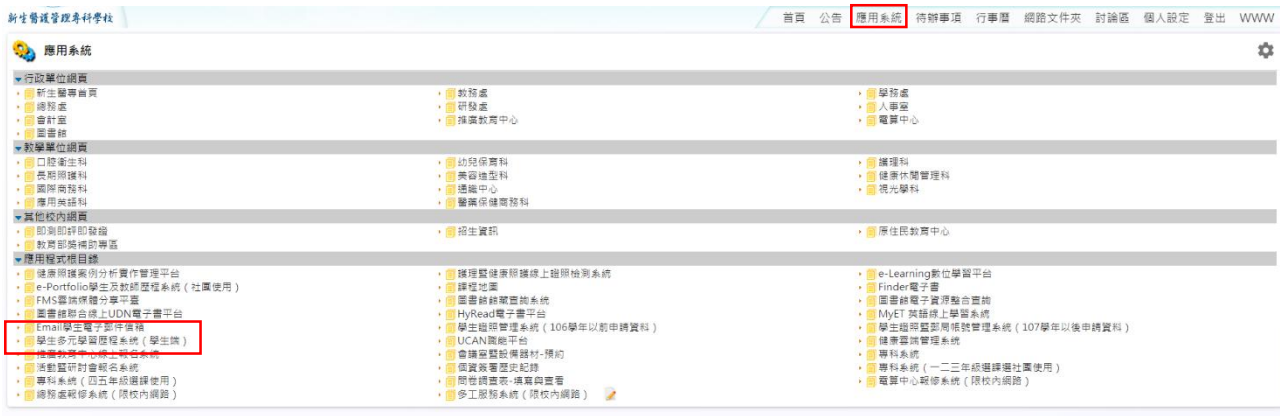 新生醫護管理專科學校
首頁 公告 應用系統 待辦事項 行事曆 網路文件夾 討論區 個人設定 登出 WWW
應用系統
行政單位網頁
新生醫專首頁 教務處 學務處
總務處 研發處 人事室
會計室 推廣教育中心 電算中心
圖書館
教學單位網頁
口腔衛生科 幼兒保育科 護理科
長期照護科 美容造型科 健康休閒管理科
國際商務科 通識中心 視光學科
應用英語科 醫藥保健商務科
其他校內網頁
即測即評即發證 招生資訊 原住民教育中心
教育部獎補助專區
應用程式根目錄
健康照護案例分析實作管理平台 護理暨健康照護線上證照檢測系統 e-Learning數位學習平台
e-Portfolio學生及教師歷程系統(社團使用) 課程地圖 Finder電子書
FMS雲端媒體分享平臺 圖書館館藏查詢系統 圖書館電子資源整合查詢
圖書館聯合線上UDN電子書平台 HyRead電子書平台 MyET 英語線上學習系統
Email學生電子郵件信箱 學生證照管理系統(106學年以前申請資料) 學生證照暨郵局帳號管理系統(107學年以後申請資料)
學生多元學習歷程系統(學生端) UCAN職能平台 健康雲端管理系統
推廣教育中心線上報名系統 會議室暨設備器材-預約 專科系統
活動暨研討會報名系統 個資簽署歷史記錄 專科系統(一二三年級選課選社團使用)
專科系統(四五年級選課使用) 問卷調查表-填寫與查看 電算中心報修系統(限校內網路)
總務處報修系統(限校內網路) 多工服務系統(限校內網路)